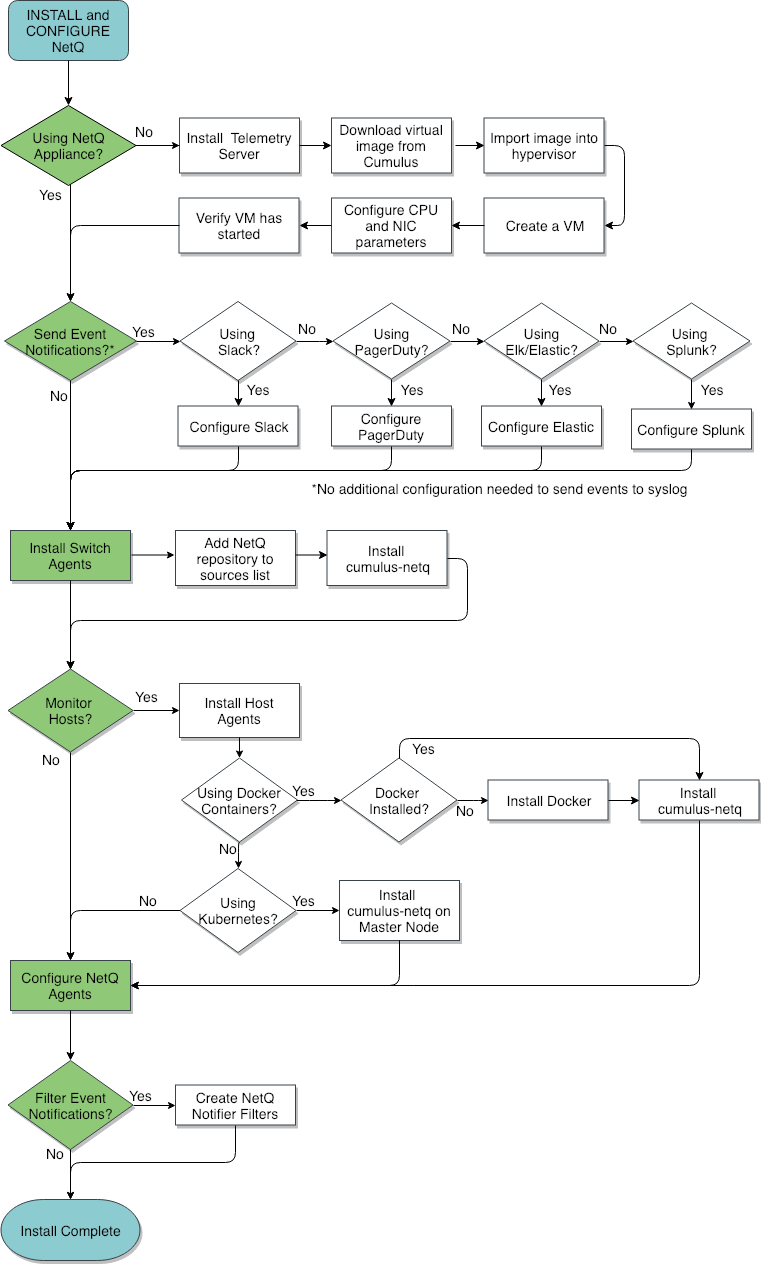 INSTALL and
CONFIGURE
NetQ
Using NetQ
Appliance?
No
Install Telemetry
Server
Download virtual
image from
Cumulus
Import image into
hypervisor
Yes
Verify VM has
started
Configure CPU
and NIC
parameters
Create a VM
Send Event
Notifications?*
Yes
Using
Slack?
No
Using
PagerDuty?
No
Using
Elk/Elastic?
No
Using
Splunk?
No
Yes
Yes
Yes
Yes
Configure Slack
Configure
PagerDuty
Configure Elastic
Configure Splunk
*No additional configuration needed to send events to syslog
Install Switch
Agents
Add NetQ
repository to
sources list
Install
cumulus-netq
Monitor
Hosts?
Yes
Install Host
Agents
No
Using Docker
Containers?
Yes
Docker
Installed?
Yes
No
Install Docker
Install
cumulus-netq
No
Using
Kubernetes?
No
Yes
Install
cumulus-netq on
Master Node
Configure NetQ
Agents
Filter Event
Notifications?
Yes
Create NetQ
Notifier Filters
No
Install Complete